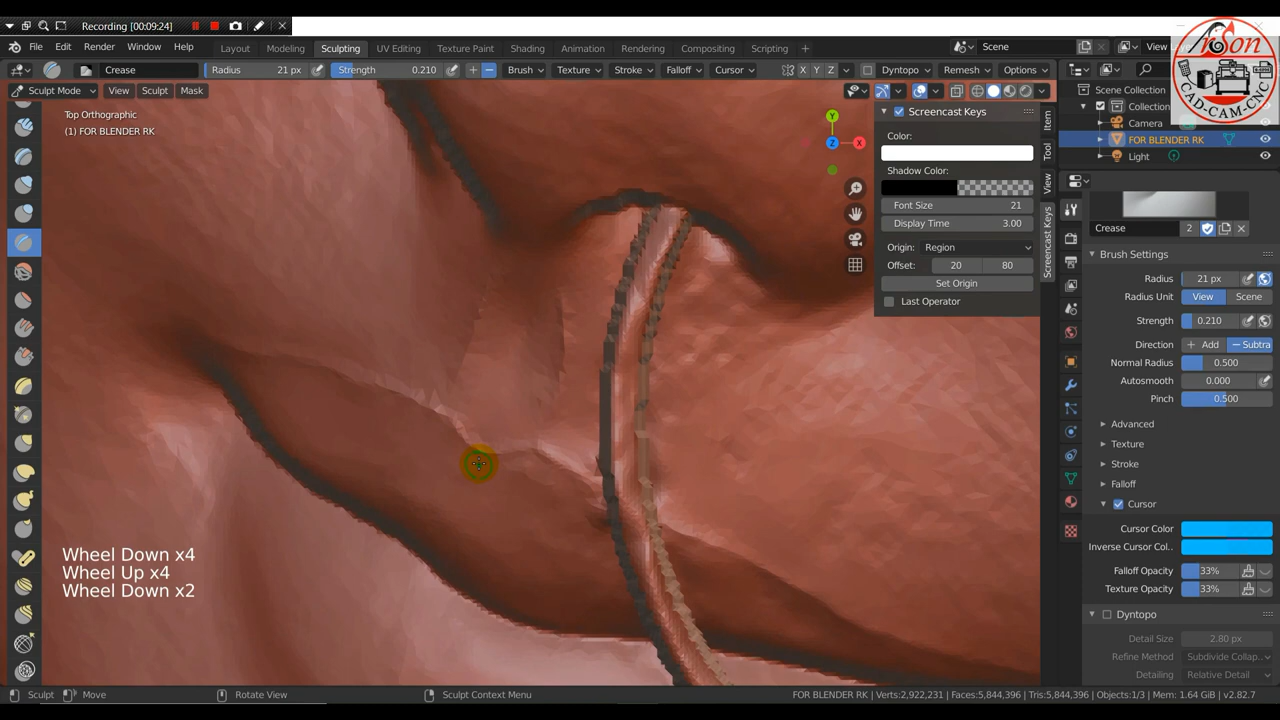 Recording [00:09:24]
File Edit Render Window Help Layout Modeling Sculpting UV Editing Texture Paint Shading Animation Rendering Compositing Scripting + Scene View
Arson
CAD-CAM-CNC
Crease Radius 21 px Strength 0.210 Brush Texture Stroke Falloff Cursor X Y Z Dyntopo Remesh Options
Sculpt Mode View Sculpt Mask
Top Orthographic
(1) FOR BLENDER RK
Y
X
Z
Screencast Keys
Color:
Shadow Color:
Font Size 21
Display Time 3.00
Origin: Region
Offset: 20 80
Set Origin
Last Operator
Item
Tool
View
Screencast Keys
Scene Collection
Collection
Camera
FOR BLENDER RK
Light
Crease 2
Brush Settings
Radius 21 px
Radius Unit View Scene
Strength 0.210
Direction + Add − Subtra
Normal Radius 0.500
Autosmooth 0.000
Pinch 0.500
Advanced
Texture
Stroke
Falloff
Cursor
Cursor Color
Inverse Cursor Col..
Falloff Opacity 33%
Texture Opacity 33%
Dyntopo
Detail Size 2.80 px
Refine Method Subdivide Collap..
Detailing Relative Detail
Wheel Down x4
Wheel Up x4
Wheel Down x2
Sculpt Move Rotate View Sculpt Context Menu FOR BLENDER RK | Verts:2,922,231 | Faces:5,844,396 | Tris:5,844,396 | Objects:1/3 | Mem: 1.64 GiB | v2.82.7